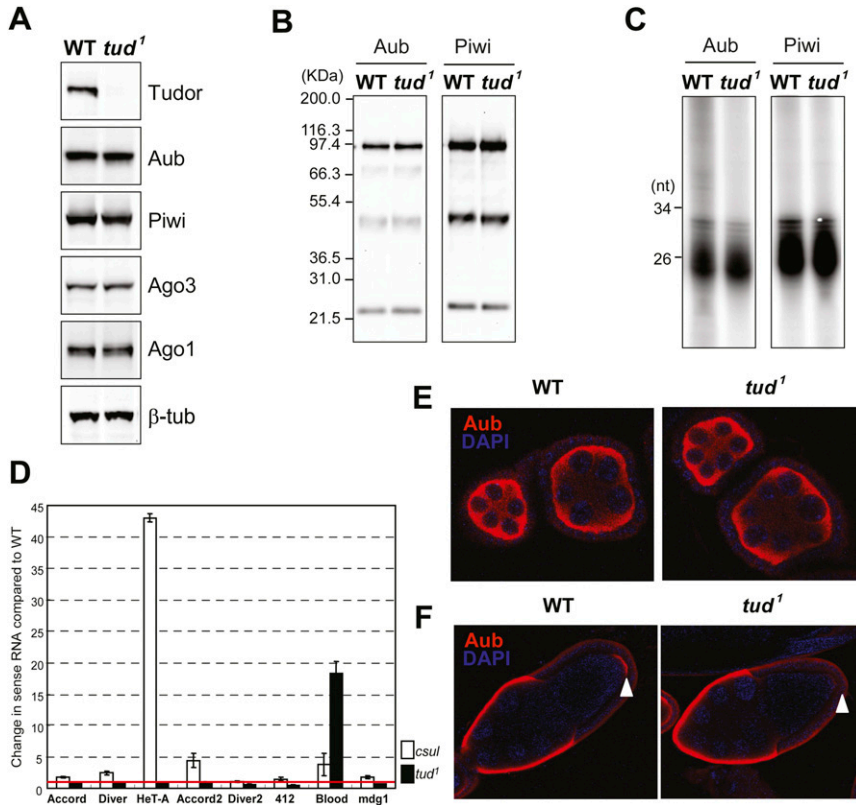 A
WT tud¹
Tudor
Aub
Piwi
Ago3
Ago1
β-tub
B
Aub Piwi
(KDa) WT tud¹ WT tud¹
200.0
116.3
97.4
66.3
55.4
36.5
31.0
21.5
C
Aub Piwi
WT tud¹ WT tud¹
(nt)
34
26
D
Change in sense RNA compared to WT
45
40
35
30
25
20
15
10
5
0
Accord Diver HeT-A Accord2 Diver2 412 Blood mdg1
csul
tud¹
E
WT tud¹
Aub
DAPI
F
WT tud¹
Aub
DAPI